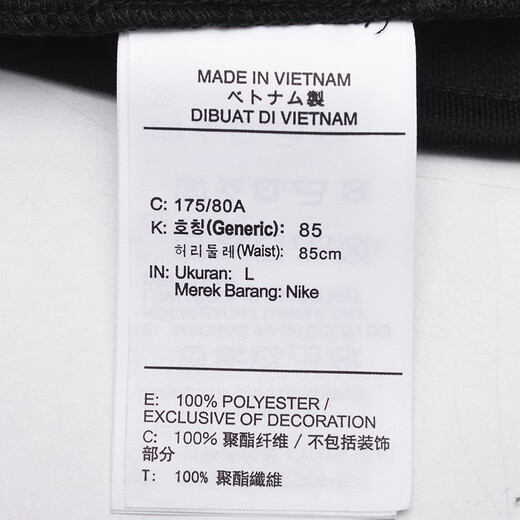 MADE IN VIETNAM
ベトナム製
DIBUAT DI VIETNAM
C: 175/80A
K: 호칭(Generic): 85
허리둘레(Waist): 85cm
IN: Ukuran: L
Merek Barang: Nike
E: 100% POLYESTER /
EXCLUSIVE OF DECORATION
C: 100% 聚酯纤维 / 不包括装饰
部分
T: 100% 聚酯纖維